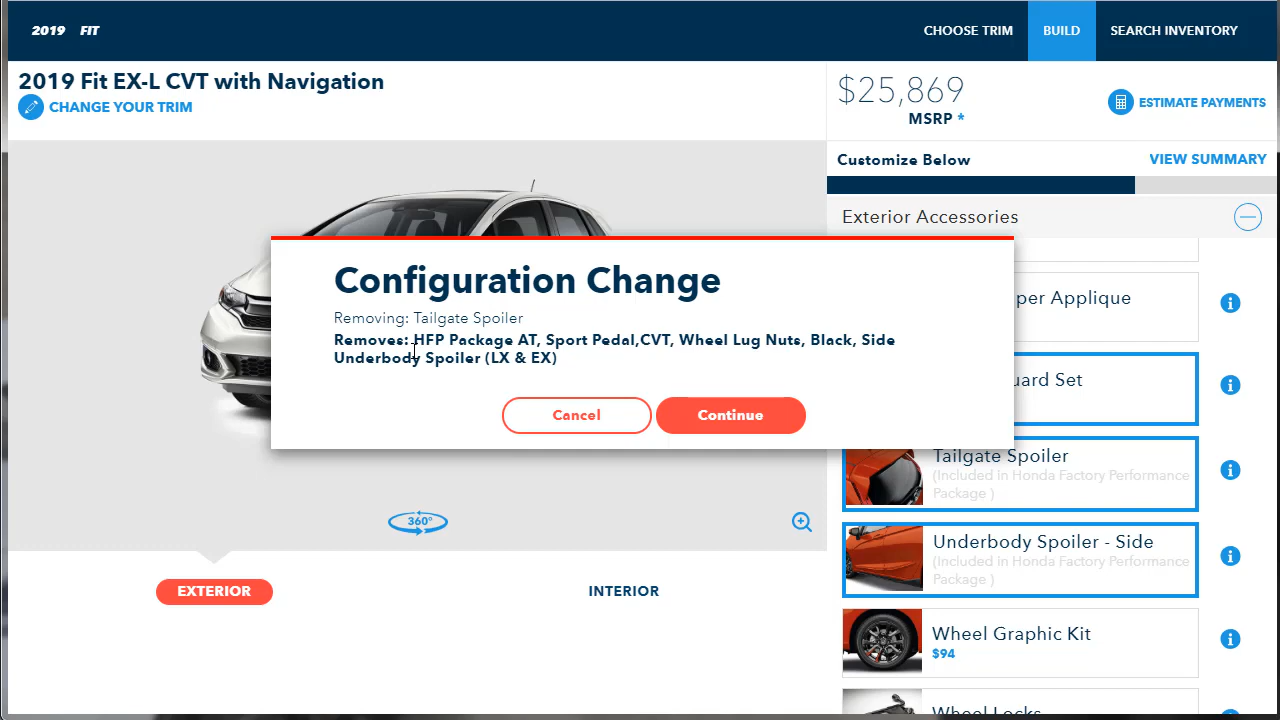 2019 FIT
CHOOSE TRIM
BUILD
SEARCH INVENTORY
2019 Fit EX-L CVT with Navigation
CHANGE YOUR TRIM
$25,869
MSRP *
ESTIMATE PAYMENTS
Customize Below
VIEW SUMMARY
Exterior Accessories
Configuration Change
Removing: Tailgate Spoiler
Removes: HFP Package AT, Sport Pedal,CVT, Wheel Lug Nuts, Black, Side
Underbody Spoiler (LX & EX)
Cancel
Continue
Applique
Set
Tailgate Spoiler
(Included in Honda Factory Performance
Package )
Underbody Spoiler - Side
(Included in Honda Factory Performance
Package )
Wheel Graphic Kit
$94
Wheel Locks
360°
EXTERIOR
INTERIOR